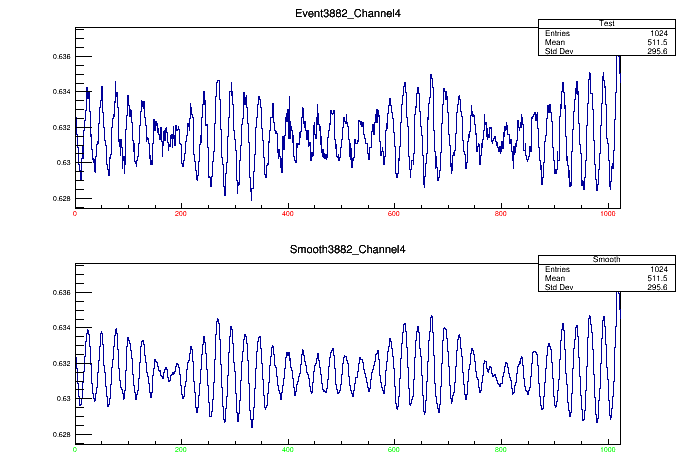 Event3882_Channel4
Test
Entries 1024
Mean 511.5
Std Dev 295.6
0.636
0.634
0.632
0.63
0.628
0 200 400 600 800 1000
Smooth3882_Channel4
Smooth
Entries 1024
Mean 511.5
Std Dev 295.6
0.636
0.634
0.632
0.63
0.628
0 200 400 600 800 1000